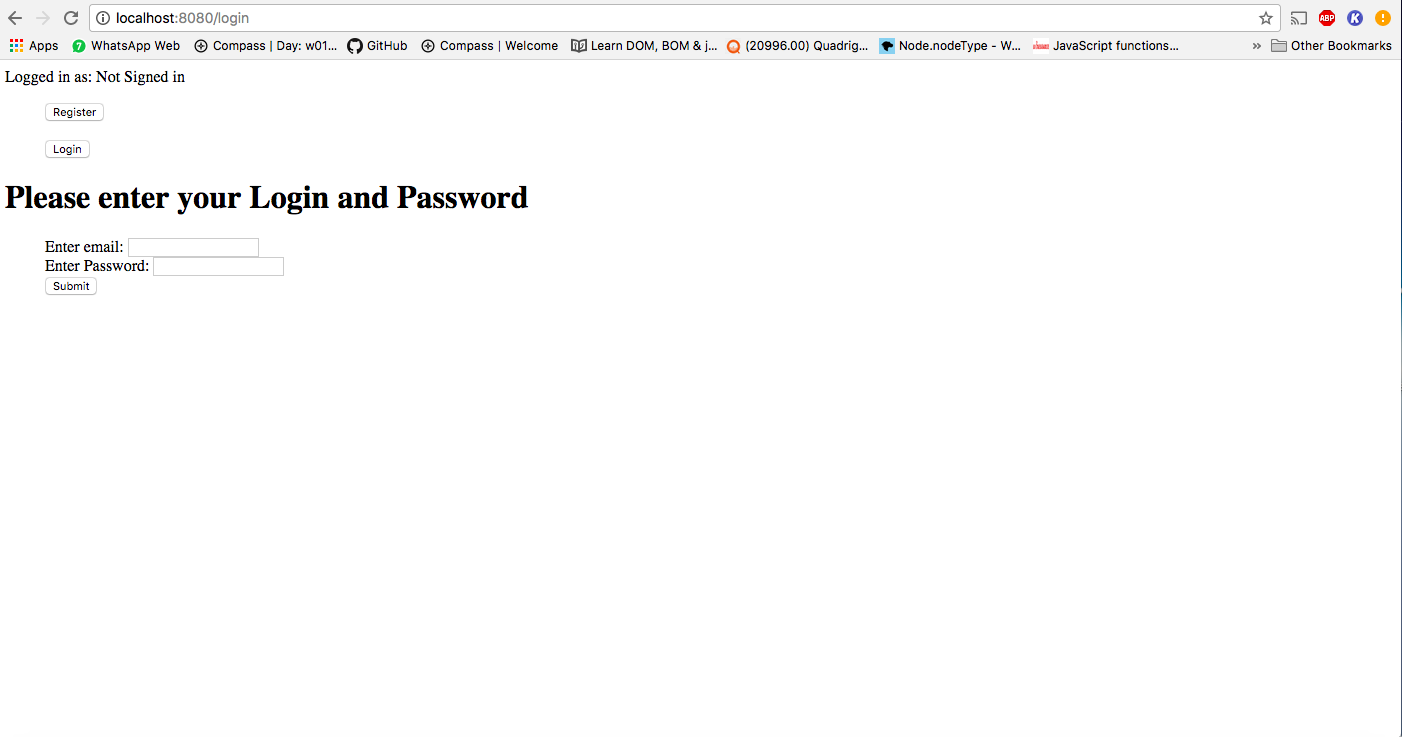 localhost:8080/login
ABP K
Apps 7 WhatsApp Web Compass | Day: w01... GitHub Compass | Welcome Learn DOM, BOM & j... (20996.00) Quadrig... Node.nodeType - W... JavaScript functions... » Other Bookmarks
Logged in as: Not Signed in
Register
Login
Please enter your Login and Password
Enter email:
Enter Password:
Submit